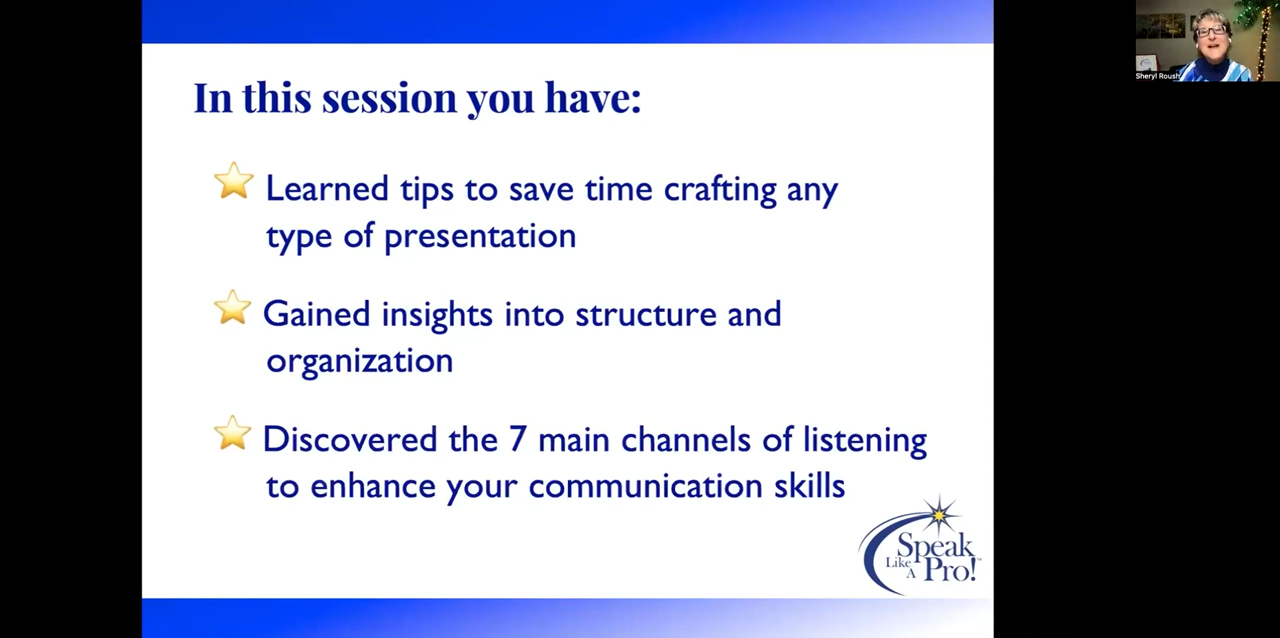 In this session you have:
Learned tips to save time crafting any
type of presentation
Gained insights into structure and
organization
Discovered the 7 main channels of listening
to enhance your communication skills
Speak
Like
A
Pro!™
Sheryl Roush